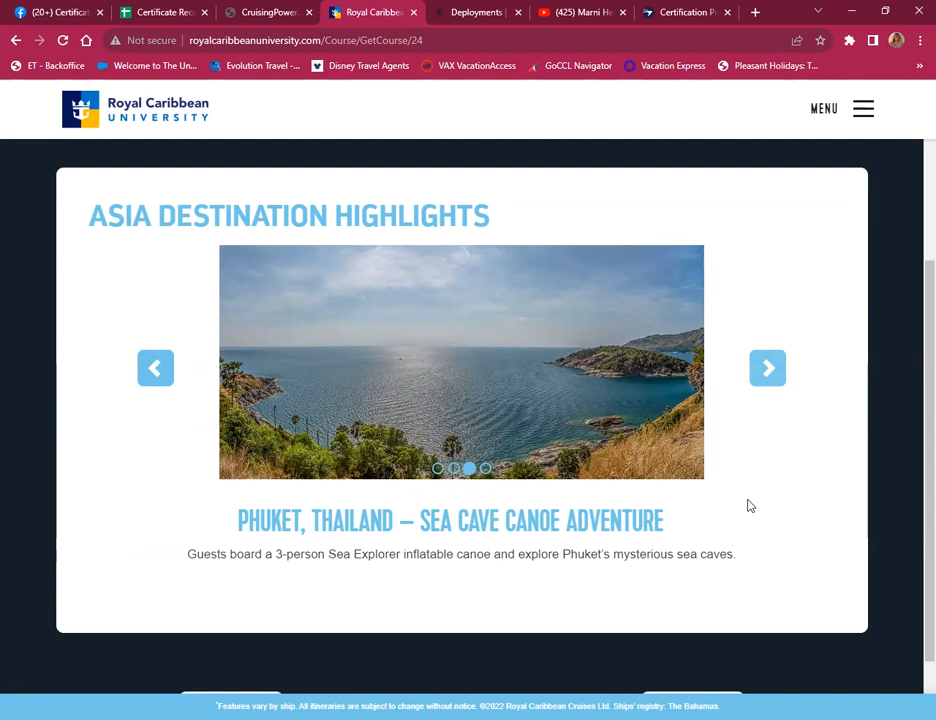 (20+) Certificat
Certificate Rec
CruisingPower.
Royal Caribbea
Deployments |
(425) Marni He
Certification Pr
Not secure
royalcaribbeanuniversity.com/Course/GetCourse/24
ET - Backoffice
Welcome to The Un...
Evolution Travel -...
Disney Travel Agents
VAX VacationAccess
GoCCL Navigator
Vacation Express
Pleasant Holidays: T...
»
Royal Caribbean
UNIVERSITY
MENU
ASIA DESTINATION HIGHLIGHTS
PHUKET, THAILAND – SEA CAVE CANOE ADVENTURE
Guests board a 3-person Sea Explorer inflatable canoe and explore Phuket's mysterious sea caves.
*Features vary by ship. All itineraries are subject to change without notice. ©2022 Royal Caribbean Cruises Ltd. Ships' registry: The Bahamas.